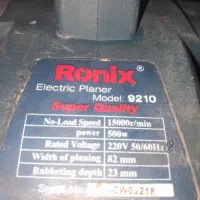 Ronix
Electric Planer
Model: 9210
Super Quality
No-Load Speed 15000r/min
power 500w
Rated Voltage 220V 50/60Hz
Width of planing 82 mm
Rabbeting depth 23 mm